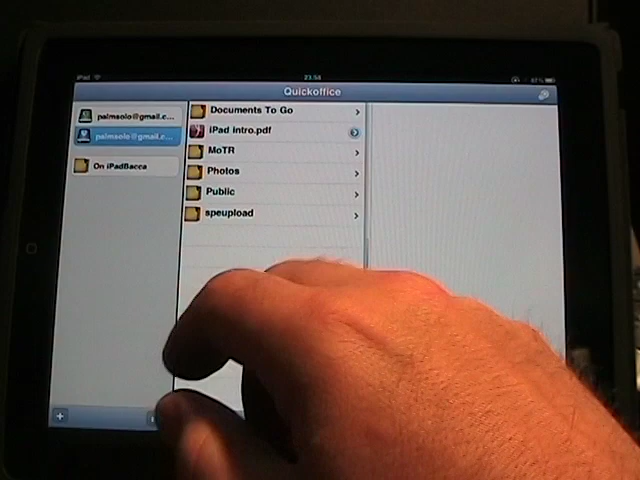 iPad
23:54
Quickoffice
palmsolo@gmail.c...
palmsolo@gmail.c...
On iPadBacca
Documents To Go
iPad intro.pdf
MoTR
Photos
Public
speupload